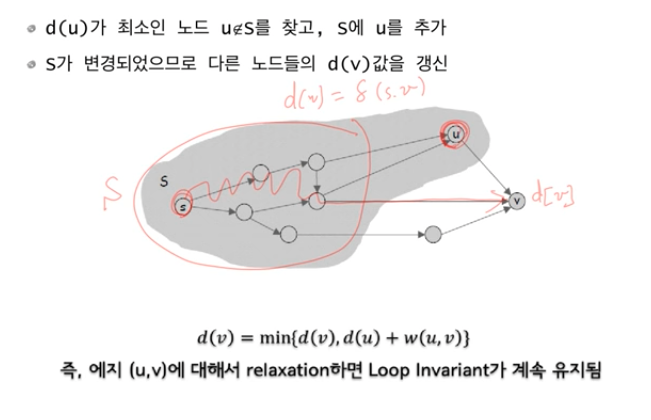 d(u)가 최소인 노드 u∉S를 찾고, S에 u를 추가
S가 변경되었으므로 다른 노드들의 d(v)값을 갱신
d(u) = δ(s.u)
u
S S
s
v d[v]
d(v) = min{d(v), d(u) + w(u, v)}
즉, 에지 (u,v)에 대해서 relaxation하면 Loop Invariant가 계속 유지됨